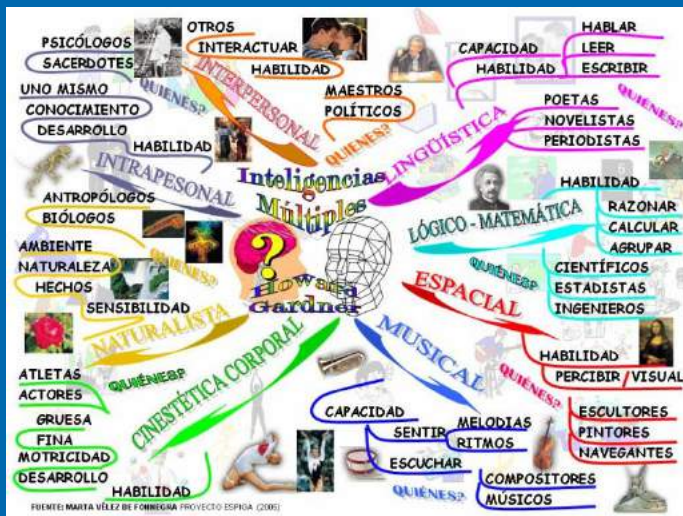 Inteligencias
Múltiples
Howard
Gardner
INTERPERSONAL
OTROS
INTERACTUAR
HABILIDAD
QUIENES?
MAESTROS
POLÍTICOS
LINGÜÍSTICA
CAPACIDAD
HABILIDAD
HABLAR
LEER
ESCRIBIR
QUIENES?
POETAS
NOVELISTAS
PERIODISTAS
LÓGICO - MATEMÁTICA
HABILIDAD
RAZONAR
CALCULAR
AGRUPAR
QUIÉNES?
CIENTÍFICOS
ESTADISTAS
INGENIEROS
ESPACIAL
HABILIDAD
PERCIBIR / VISUAL
QUIÉNES?
ESCULTORES
PINTORES
NAVEGANTES
MUSICAL
CAPACIDAD
SENTIR
MELODIAS
RITMOS
ESCUCHAR
QUIÉNES?
COMPOSITORES
MÚSICOS
CINESTÉTICA CORPORAL
QUIÉNES?
ATLETAS
ACTORES
GRUESA
FINA
MOTRICIDAD
DESARROLLO
HABILIDAD
NATURALISTA
ANTROPÓLOGOS
BIÓLOGOS
QUIENES?
AMBIENTE
NATURALEZA
HECHOS
SENSIBILIDAD
INTRAPESONAL
PSICÓLOGOS
SACERDOTES
QUIENES?
UNO MISMO
CONOCIMIENTO
DESARROLLO
HABILIDAD
FUENTE: MARTA VÉLEZ DE FONNEGRA PROYECTO ESPIGA (2005)